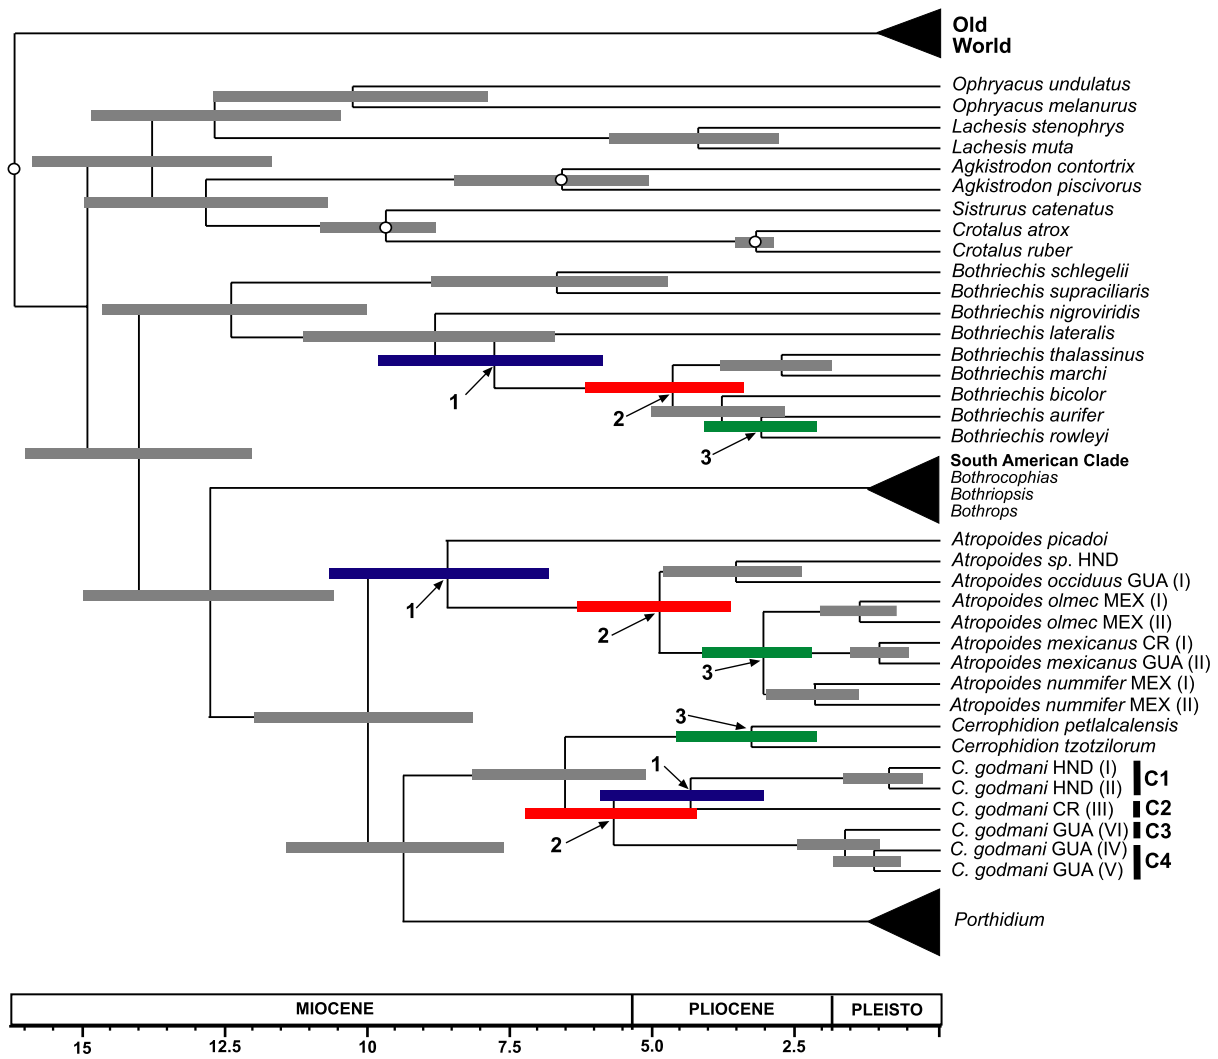 Old
World
Ophryacus undulatus
Ophryacus melanurus
Lachesis stenophrys
Lachesis muta
Agkistrodon contortrix
Agkistrodon piscivorus
Sistrurus catenatus
Crotalus atrox
Crotalus ruber
Bothriechis schlegelii
Bothriechis supraciliaris
Bothriechis nigroviridis
Bothriechis lateralis
Bothriechis thalassinus
Bothriechis marchi
1
Bothriechis bicolor
2
Bothriechis aurifer
Bothriechis rowleyi
3
South American Clade
Bothrocophias
Bothriopsis
Bothrops
Atropoides picadoi
Atropoides sp. HND
Atropoides occiduus GUA (I)
1
Atropoides olmec MEX (I)
Atropoides olmec MEX (II)
2
Atropoides mexicanus CR (I)
Atropoides mexicanus GUA (II)
3
Atropoides nummifer MEX (I)
Atropoides nummifer MEX (II)
3
Cerrophidion petlalcalensis
Cerrophidion tzotzilorum
1
C. godmani HND (I)
C1
C. godmani HND (II)
C. godmani CR (III) C2
C. godmani GUA (VI) C3
2
C. godmani GUA (IV)
C4
C. godmani GUA (V)
Porthidium
MIOCENE PLIOCENE PLEISTO
15 12.5 10 7.5 5.0 2.5